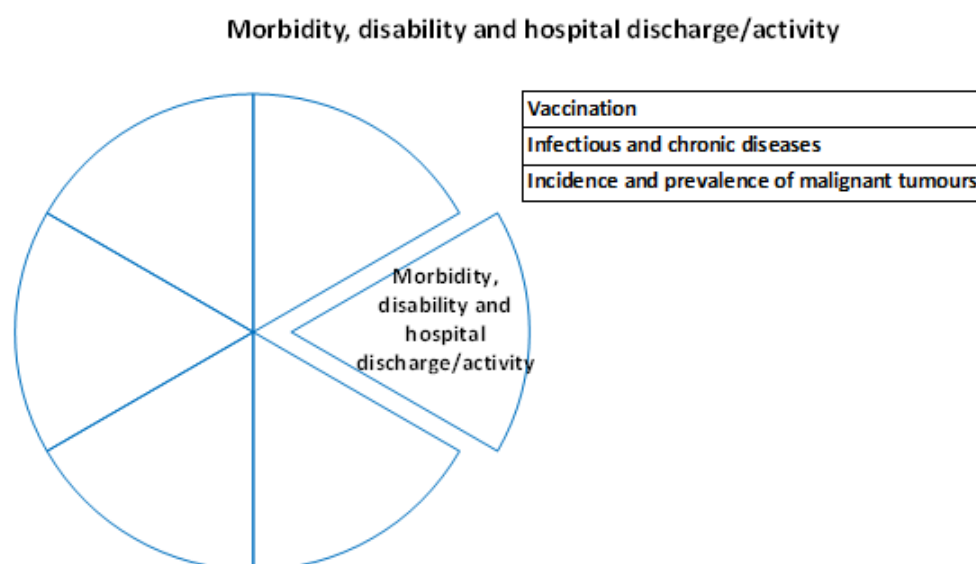 Morbidity, disability and hospital discharge/activity
Vaccination
Infectious and chronic diseases
Incidence and prevalence of malignant tumours
Morbidity,
disability and
hospital
discharge/activity